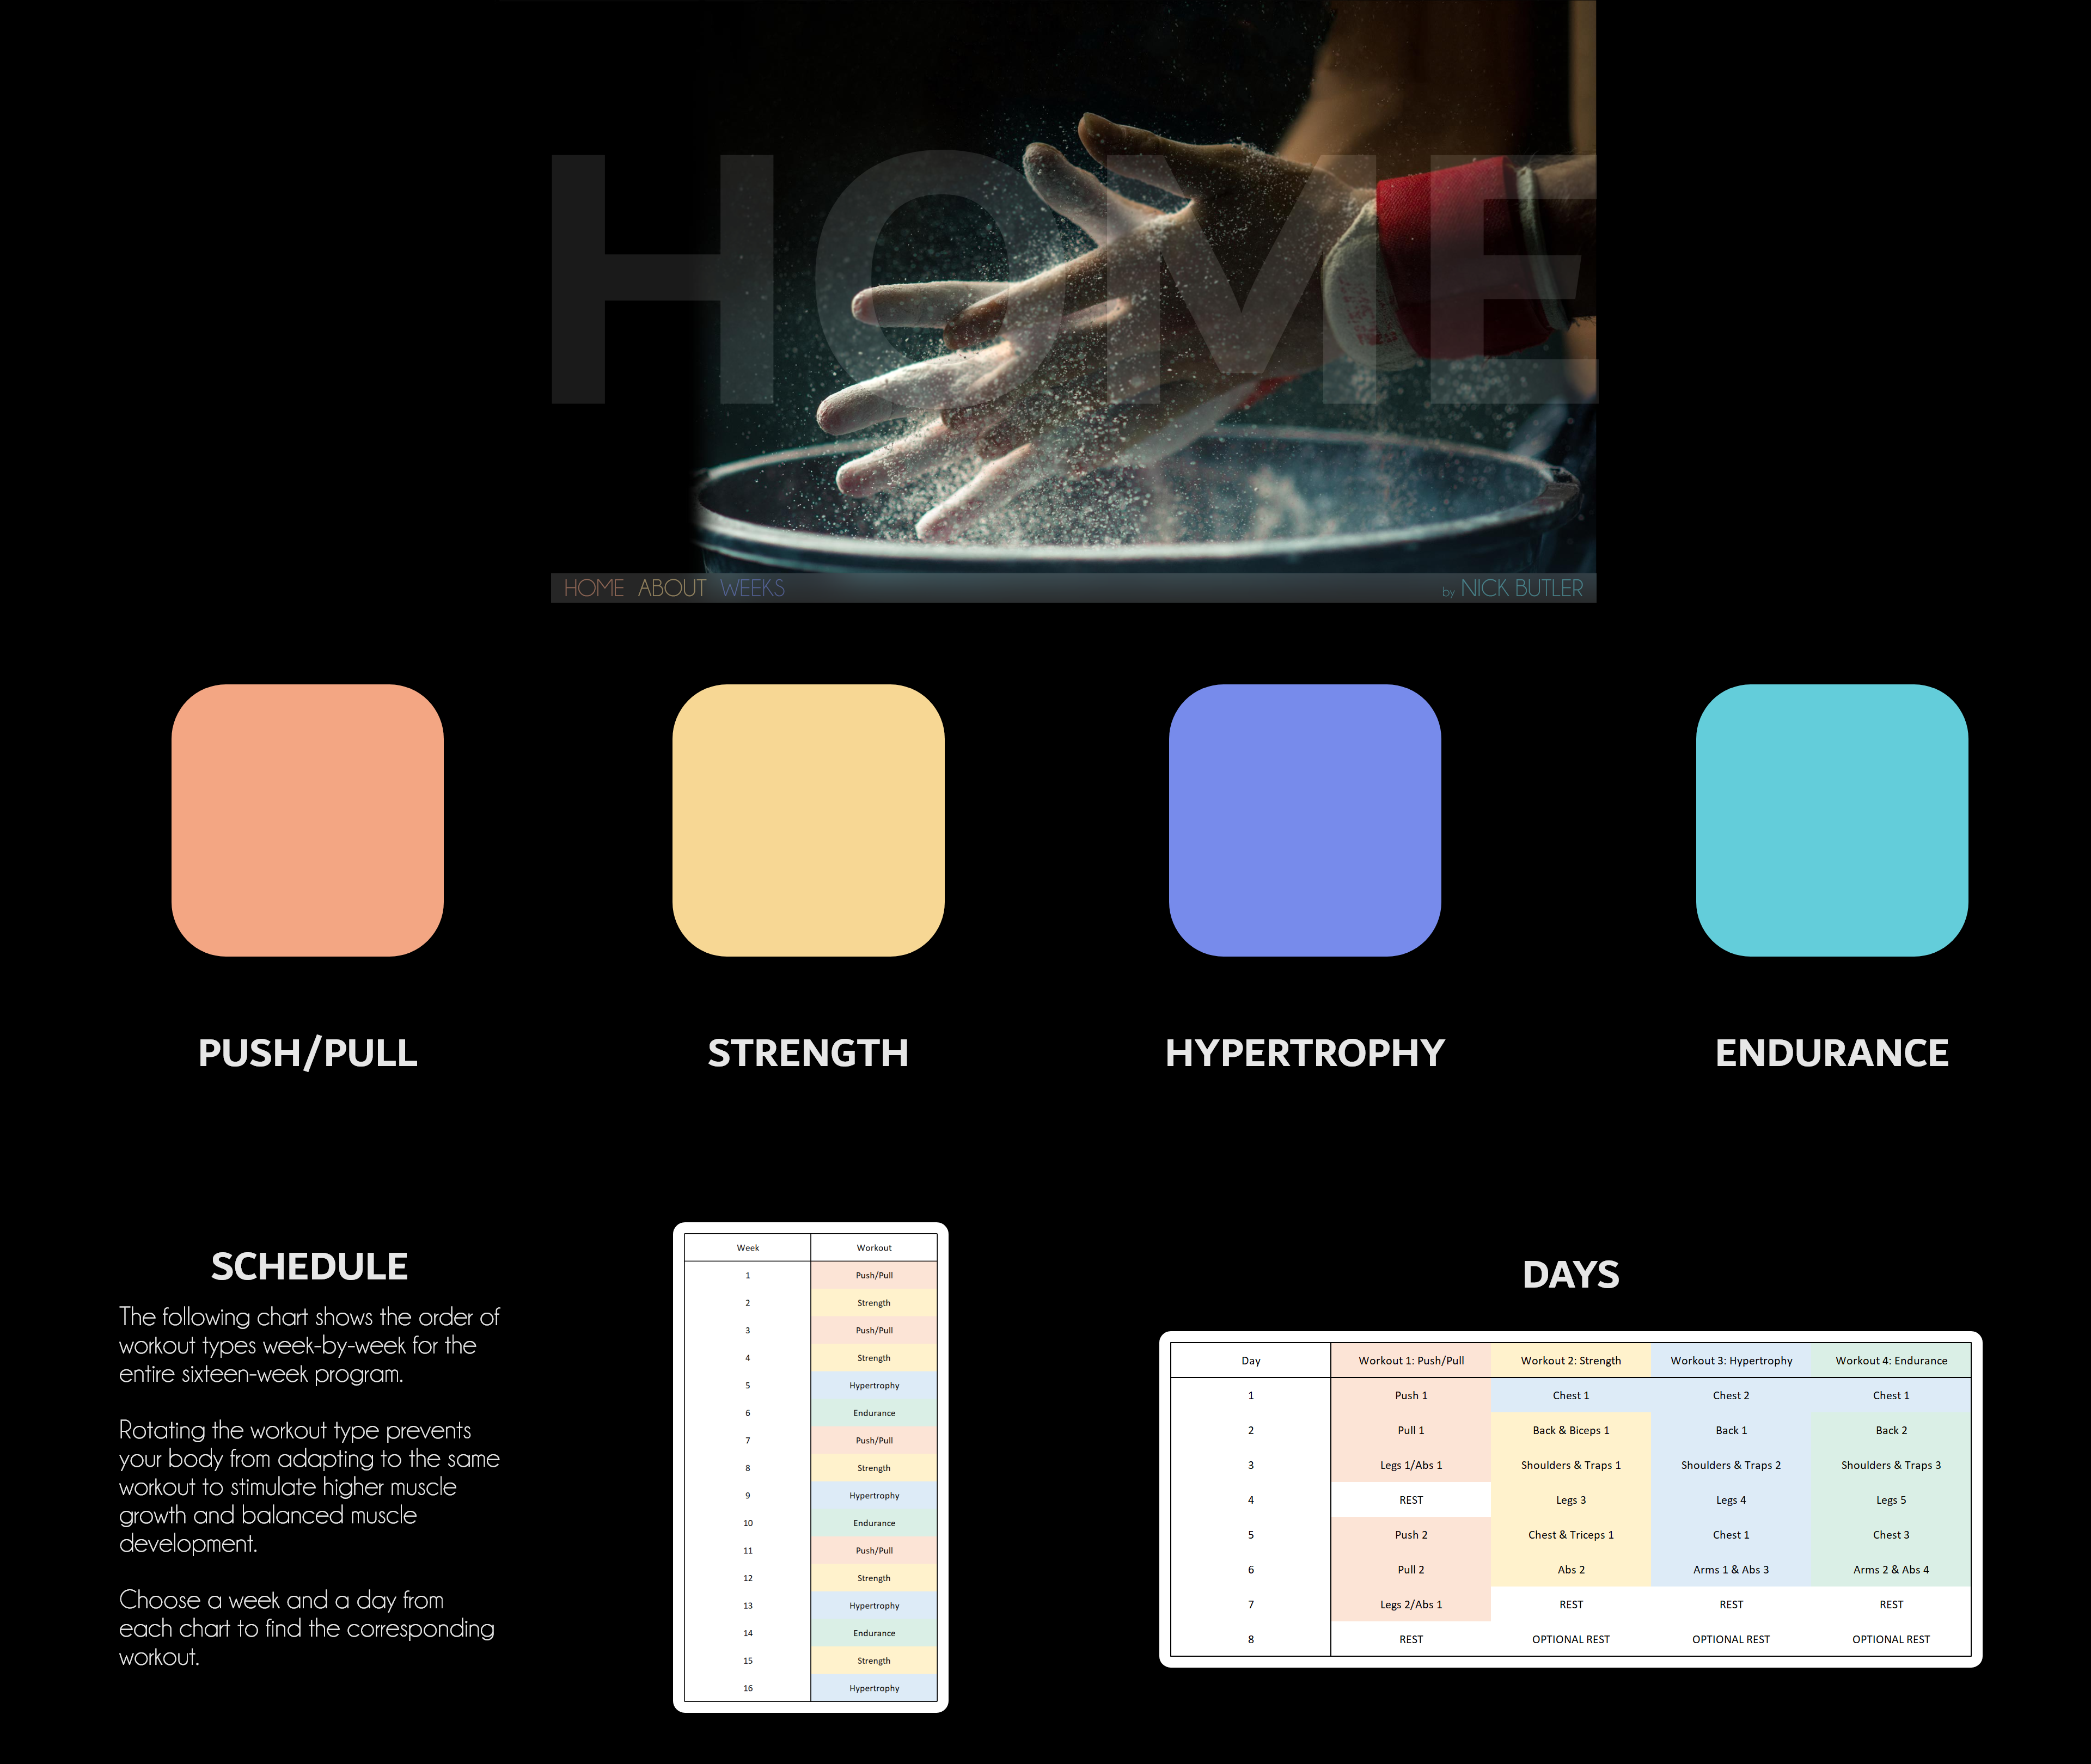 HOME
HOME ABOUT WEEKS
by NICK BUTLER
PUSH/PULL
STRENGTH
HYPERTROPHY
ENDURANCE
SCHEDULE
The following chart shows the order of
workout types week-by-week for the
entire sixteen-week program.
Rotating the workout type prevents
your body from adapting to the same
workout to stimulate higher muscle
growth and balanced muscle
development.
Choose a week and a day from
each chart to find the corresponding
workout.
Week Workout
1 Push/Pull
2 Strength
3 Push/Pull
4 Strength
5 Hypertrophy
6 Endurance
7 Push/Pull
8 Strength
9 Hypertrophy
10 Endurance
11 Push/Pull
12 Strength
13 Hypertrophy
14 Endurance
15 Strength
16 Hypertrophy
DAYS
Day Workout 1: Push/Pull Workout 2: Strength Workout 3: Hypertrophy Workout 4: Endurance
1 Push 1 Chest 1 Chest 2 Chest 1
2 Pull 1 Back & Biceps 1 Back 1 Back 2
3 Legs 1/Abs 1 Shoulders & Traps 1 Shoulders & Traps 2 Shoulders & Traps 3
4 REST Legs 3 Legs 4 Legs 5
5 Push 2 Chest & Triceps 1 Chest 1 Chest 3
6 Pull 2 Abs 2 Arms 1 & Abs 3 Arms 2 & Abs 4
7 Legs 2/Abs 1 REST REST REST
8 REST OPTIONAL REST OPTIONAL REST OPTIONAL REST